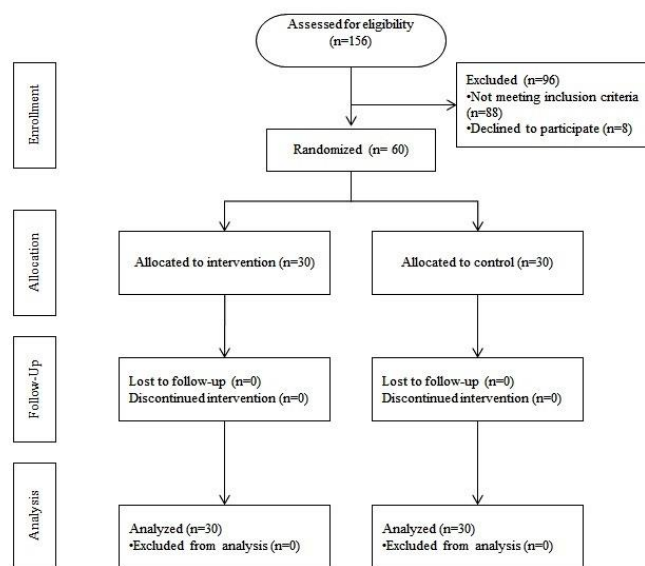 Assessed for eligibility
(n=156)
Enrollment
Excluded (n=96)
•Not meeting inclusion criteria
(n=88)
•Declined to participate (n=8)
Randomized (n= 60)
Allocation
Allocated to intervention (n=30)
Allocated to control (n=30)
Follow-Up
Lost to follow-up (n=0)
Discontinued intervention (n=0)
Lost to follow-up (n=0)
Discontinued intervention (n=0)
Analysis
Analyzed (n=30)
•Excluded from analysis (n=0)
Analyzed (n=30)
•Excluded from analysis (n=0)